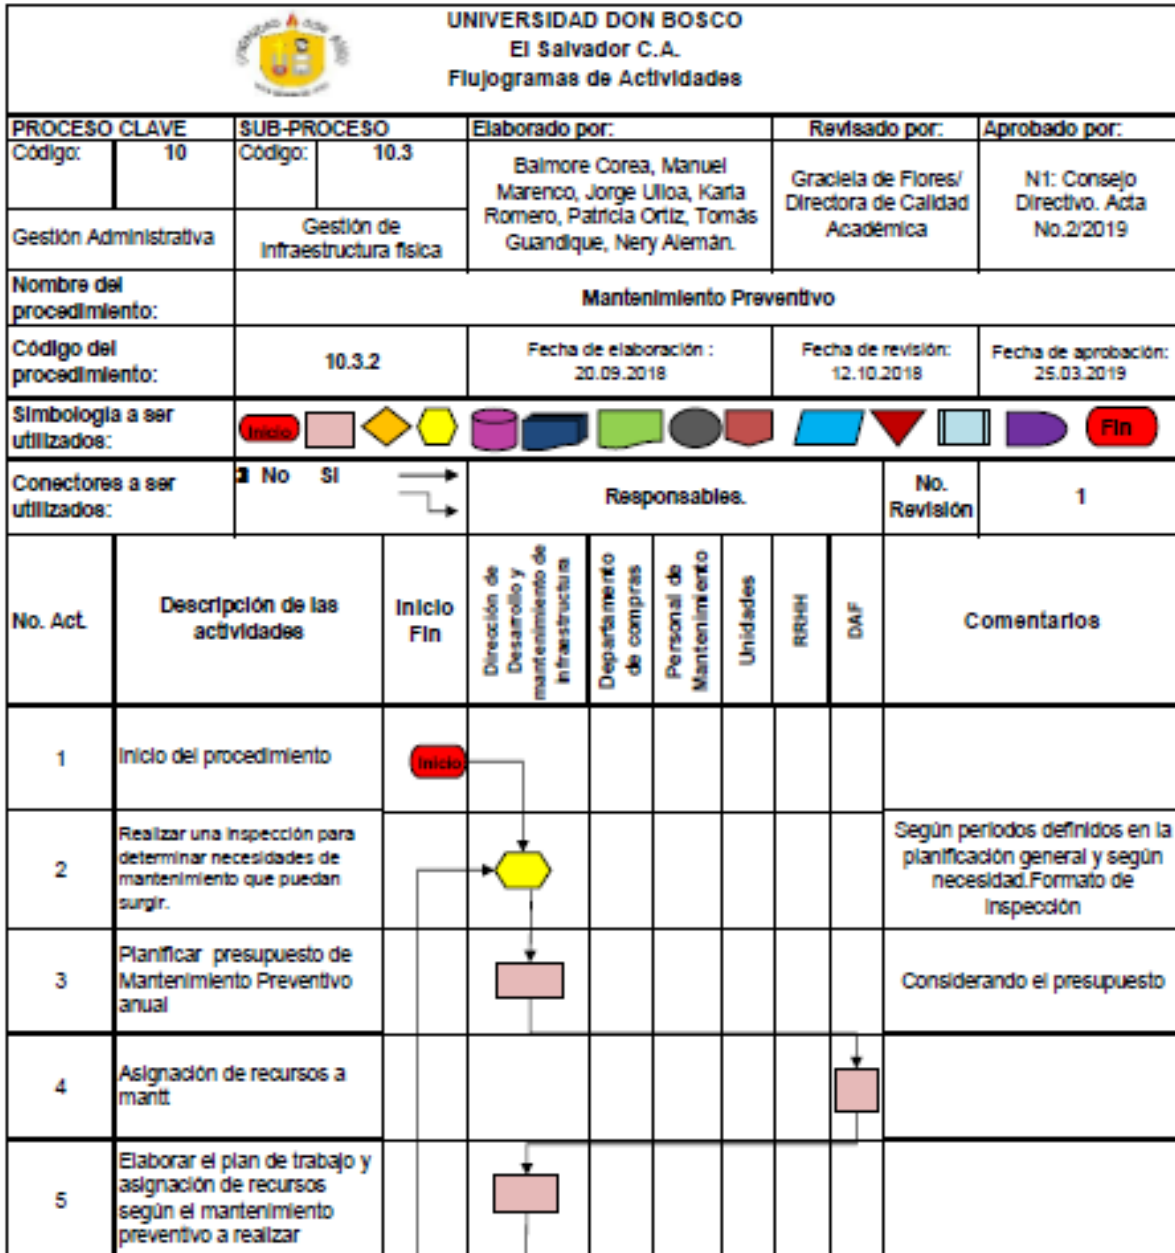 UNIVERSIDAD DON BOSCO
El Salvador C.A.
Flujogramas de Actividades
PROCESO CLAVE
SUB-PROCESO
Elaborado por:
Revisado por:
Aprobado por:
Código:
10
Código:
10.3
Balmore Corea, Manuel
Marenco, Jorge Ulloa, Karla
Romero, Patricia Ortiz, Tomás
Guandique, Nery Alemán.
Graciela de Flores/
Directora de Calidad
Académica
N1: Consejo
Directivo. Acta
No.2/2019
Gestión Administrativa
Gestión de
Infraestructura física
Nombre del
procedimiento:
Mantenimiento Preventivo
Código del
procedimiento:
10.3.2
Fecha de elaboración :
20.09.2018
Fecha de revisión:
12.10.2018
Fecha de aprobación:
25.03.2019
Simbología a ser
utilizados:
Inicio
Fin
Conectores a ser
utilizados:
No
SI
Responsables.
No.
Revisión
1
No. Act.
Descripción de las
actividades
Inicio
Fin
Dirección de
Desarrollo y
mantenimiento de
infraestructura
Departamento
de compras
Personal de
Mantenimiento
Unidades
RRHH
DAF
Comentarios
1
Inicio del procedimiento
Inicio
2
Realizar una inspección para
determinar necesidades de
mantenimiento que puedan
surgir.
Según periodos definidos en la
planificación general y según
necesidad.Formato de
Inspección
3
Planificar presupuesto de
Mantenimiento Preventivo
anual
Considerando el presupuesto
4
Asignación de recursos a
mantt
5
Elaborar el plan de trabajo y
asignación de recursos
según el mantenimiento
preventivo a realizar